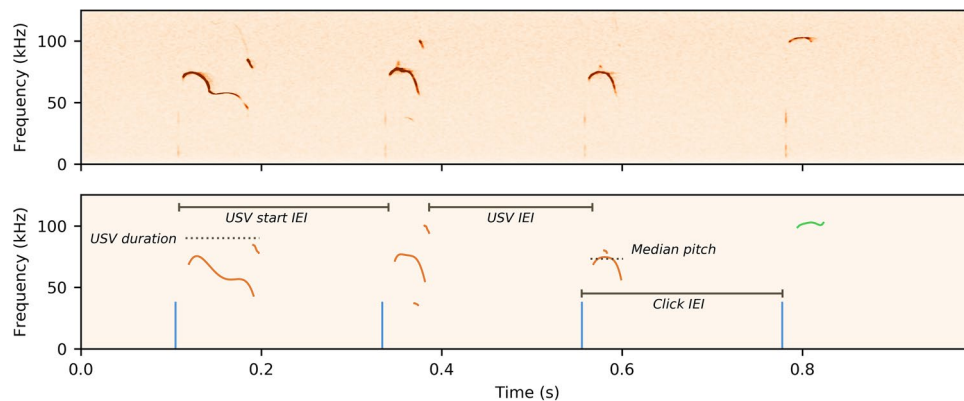 Frequency (kHz)
100
50
0
Frequency (kHz)
100
50
0
USV start IEI
USV IEI
USV duration
Median pitch
Click IEI
0.0
0.2
0.4
0.6
0.8
Time (s)